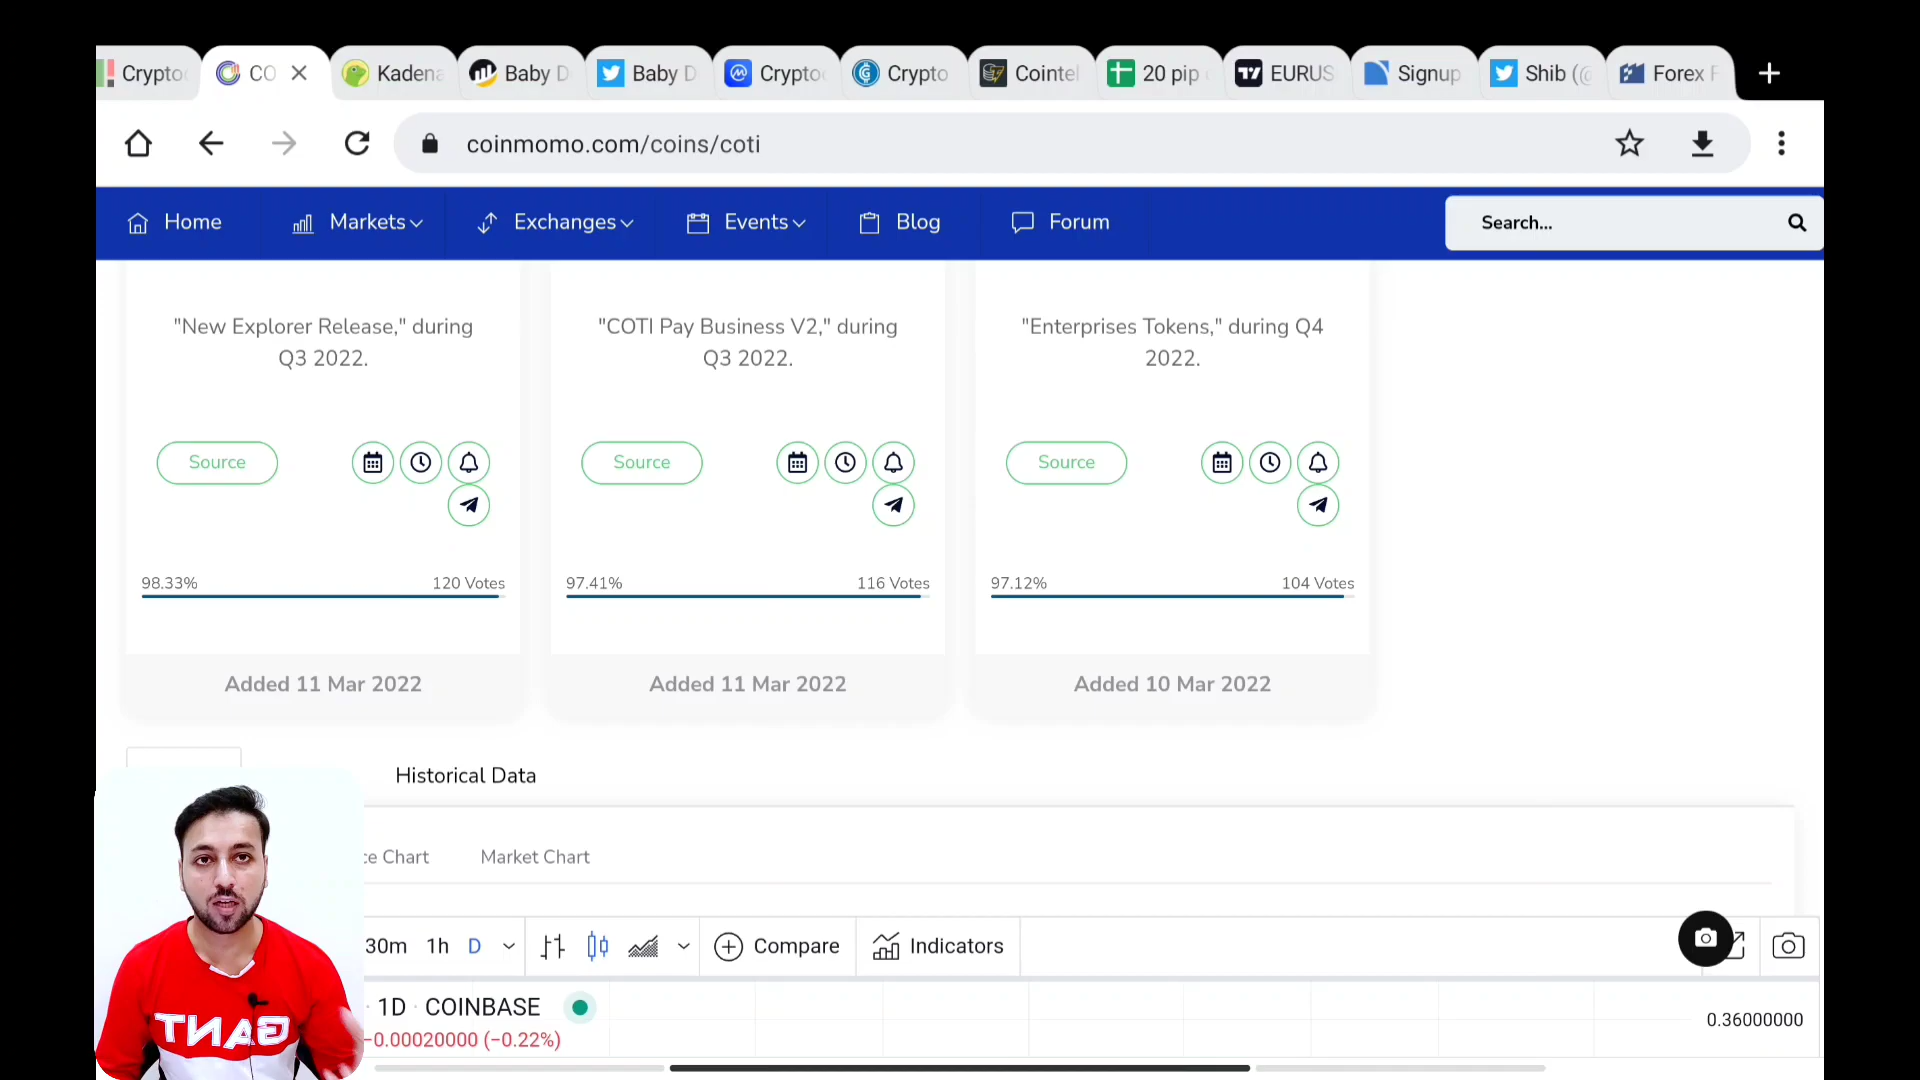 Crypto
CO
Kadena
Baby D
Baby D
Crypto
Crypto
Cointel
20 pip
EURUS
Signup
Shib (@
Forex F
coinmomo.com/coins/coti
Home
Markets
Exchanges
Events
Blog
Forum
Search...
"New Explorer Release," during
Q3 2022.
"COTI Pay Business V2," during
Q3 2022.
"Enterprises Tokens," during Q4
2022.
Source
Source
Source
98.33%
120 Votes
97.41%
116 Votes
97.12%
104 Votes
Added 11 Mar 2022
Added 11 Mar 2022
Added 10 Mar 2022
Historical Data
ce Chart
Market Chart
30m 1h D
Compare
Indicators
· 1D · COINBASE
−0.00020000 (−0.22%)
0.36000000
GANT